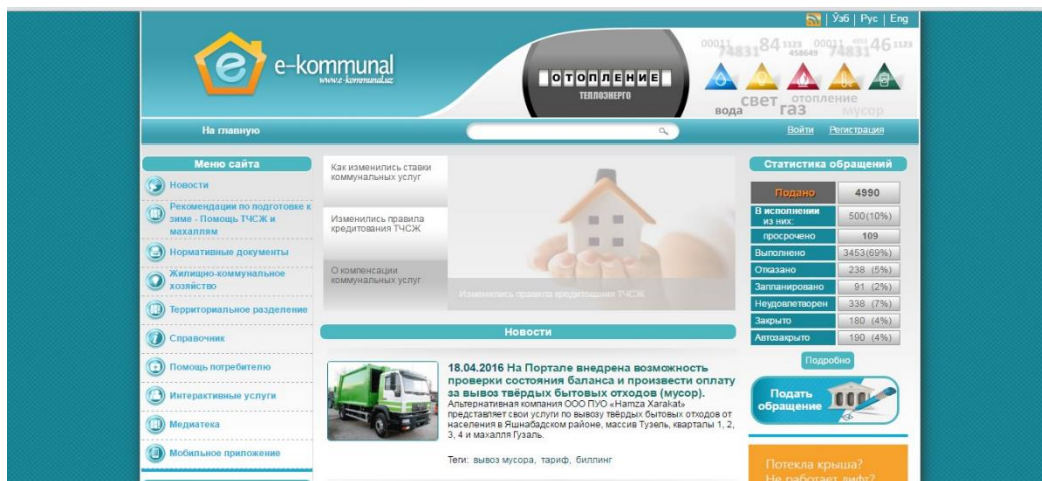 Ўзб | Рус | Eng
e-kommunal
www.e-kommunal.uz
ОТОПЛЕНИЕ
ТЕПЛОЭНЕРГО
вода свет газ отопление мусор
На главную
Войти Регистрация
Меню сайта
Новости
Рекомендации по подготовке к
зиме - Помощь ТЧСЖ и
махаллям
Нормативные документы
Жилищно-коммунальное
хозяйство
Территориальное разделение
Справочник
Помощь потребителю
Интерактивные услуги
Медиатека
Мобильное приложение
Как изменились ставки
коммунальных услуг
Изменились правила
кредитования ТЧСЖ
О компенсации
коммунальных услуг
Изменились правила кредитования ТЧСЖ
Новости
18.04.2016 На Портале внедрена возможность
проверки состояния баланса и произвести оплату
за вывоз твёрдых бытовых отходов (мусор).
Альтернативная компания ООО ПУО «Hamza Xarakat»
представляет свои услуги по вывозу твёрдых бытовых отходов от
населения в Яшнабадском районе, массив Тузель, кварталы 1, 2,
3, 4 и махалля Гузаль.
Теги: вывоз мусора, тариф, биллинг
Статистика обращений
Подано 4990
В исполнении
из них: 500(10%)
просрочено 109
Выполнено 3453(69%)
Отказано 238 (5%)
Запланировано 91 (2%)
Неудовлетворен 338 (7%)
Закрыто 180 (4%)
Автозакрыто 190 (4%)
Подробно
Подать
обращение
Потекла крыша?
Не работает лифт?